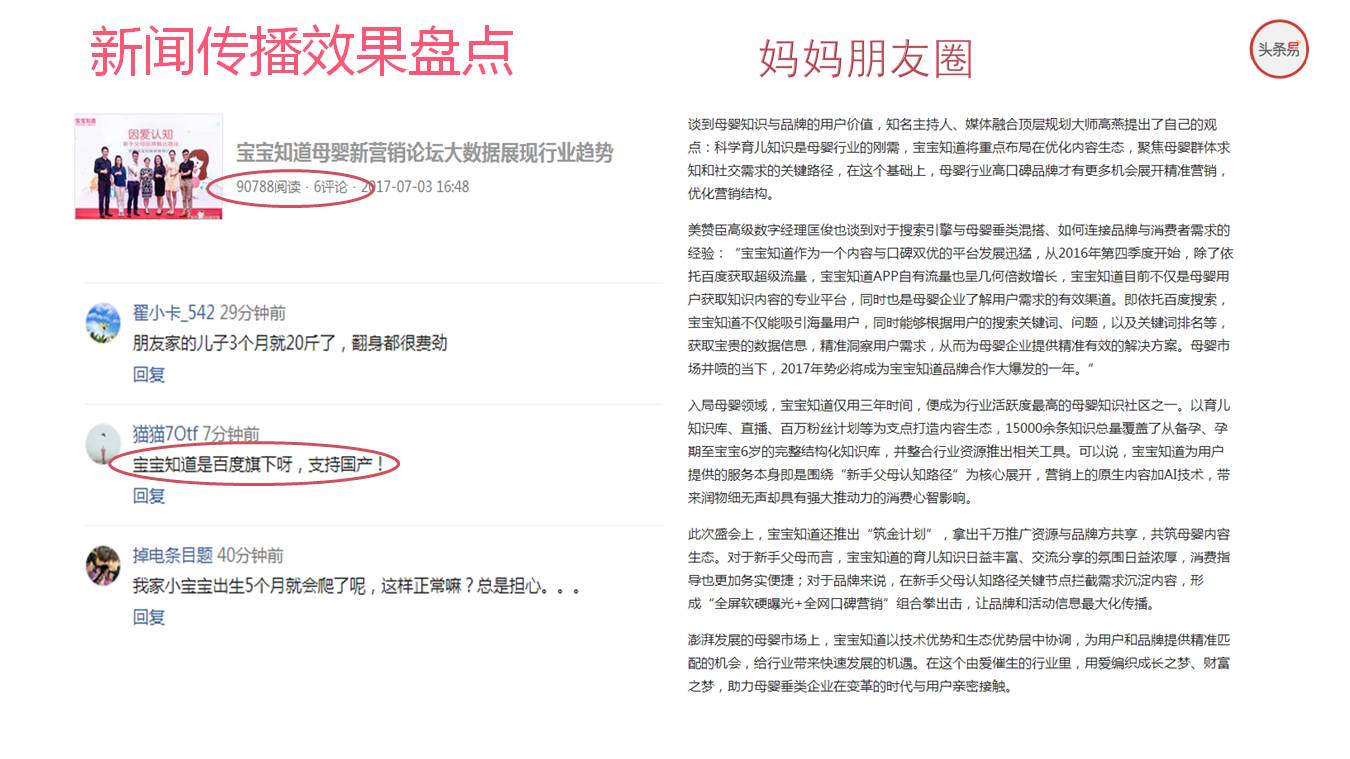 新闻传播效果盘点
妈妈朋友圈
头条易
宝宝知道
因爱认知
宝宝知道母婴新营销论坛大数据展现行业趋势
90788阅读 · 6评论 · 2017-07-03 16:48
翟小卡_542 29分钟前
朋友家的儿子3个月就20斤了，翻身都很费劲
回复
猫猫7Otf 7分钟前
宝宝知道是百度旗下呀，支持国产！
回复
掉电条目题 40分钟前
我家小宝宝出生5个月就会爬了呢，这样正常嘛？总是担心。。。
回复
谈到母婴知识与品牌的用户价值，知名主持人、媒体融合顶层规划大师高燕提出了自己的观
点：科学育儿知识是母婴行业的刚需，宝宝知道将重点布局在优化内容生态，聚焦母婴群体求
知和社交需求的关键路径，在这个基础上，母婴行业高口碑品牌才有更多机会展开精准营销，
优化营销结构。
美赞臣高级数字经理匡俊也谈到对于搜索引擎与母婴垂类混搭、如何连接品牌与消费者需求的
经验：“宝宝知道作为一个内容与口碑双优的平台发展迅猛，从2016年第四季度开始，除了依
托百度获取超级流量，宝宝知道APP自有流量也呈几何倍数增长，宝宝知道目前不仅是母婴用
户获取知识内容的专业平台，同时也是母婴企业了解用户需求的有效渠道。即依托百度搜索，
宝宝知道不仅能吸引海量用户，同时能够根据用户的搜索关键词、问题，以及关键词排名等，
获取宝贵的数据信息，精准洞察用户需求，从而为母婴企业提供精准有效的解决方案。母婴市
场井喷的当下，2017年势必将成为宝宝知道品牌合作大爆发的一年。”
入局母婴领域，宝宝知道仅用三年时间，便成为行业活跃度最高的母婴知识社区之一。以育儿
知识库、直播、百万粉丝计划等为支点打造内容生态，15000余条知识总量覆盖了从备孕、孕
期至宝宝6岁的完整结构化知识库，并整合行业资源推出相关工具。可以说，宝宝知道为用户
提供的服务本身即是围绕“新手父母认知路径”为核心展开，营销上的原生内容加AI技术，带
来润物细无声却具有强大推动力的消费心智影响。
此次盛会上，宝宝知道还推出“筑金计划”，拿出千万推广资源与品牌方共享，共筑母婴内容
生态。对于新手父母而言，宝宝知道的育儿知识日益丰富、交流分享的氛围日益浓厚，消费指
导也更加务实便捷；对于品牌来说，在新手父母认知路径关键节点拦截需求沉淀内容，形
成“全屏软硬曝光+全网口碑营销”组合拳出击，让品牌和活动信息最大化传播。
澎湃发展的母婴市场上，宝宝知道以技术优势和生态优势居中协调，为用户和品牌提供精准匹
配的机会，给行业带来快速发展的机遇。在这个由爱催生的行业里，用爱编织成长之梦、财富
之梦，助力母婴垂类企业在变革的时代与用户亲密接触。